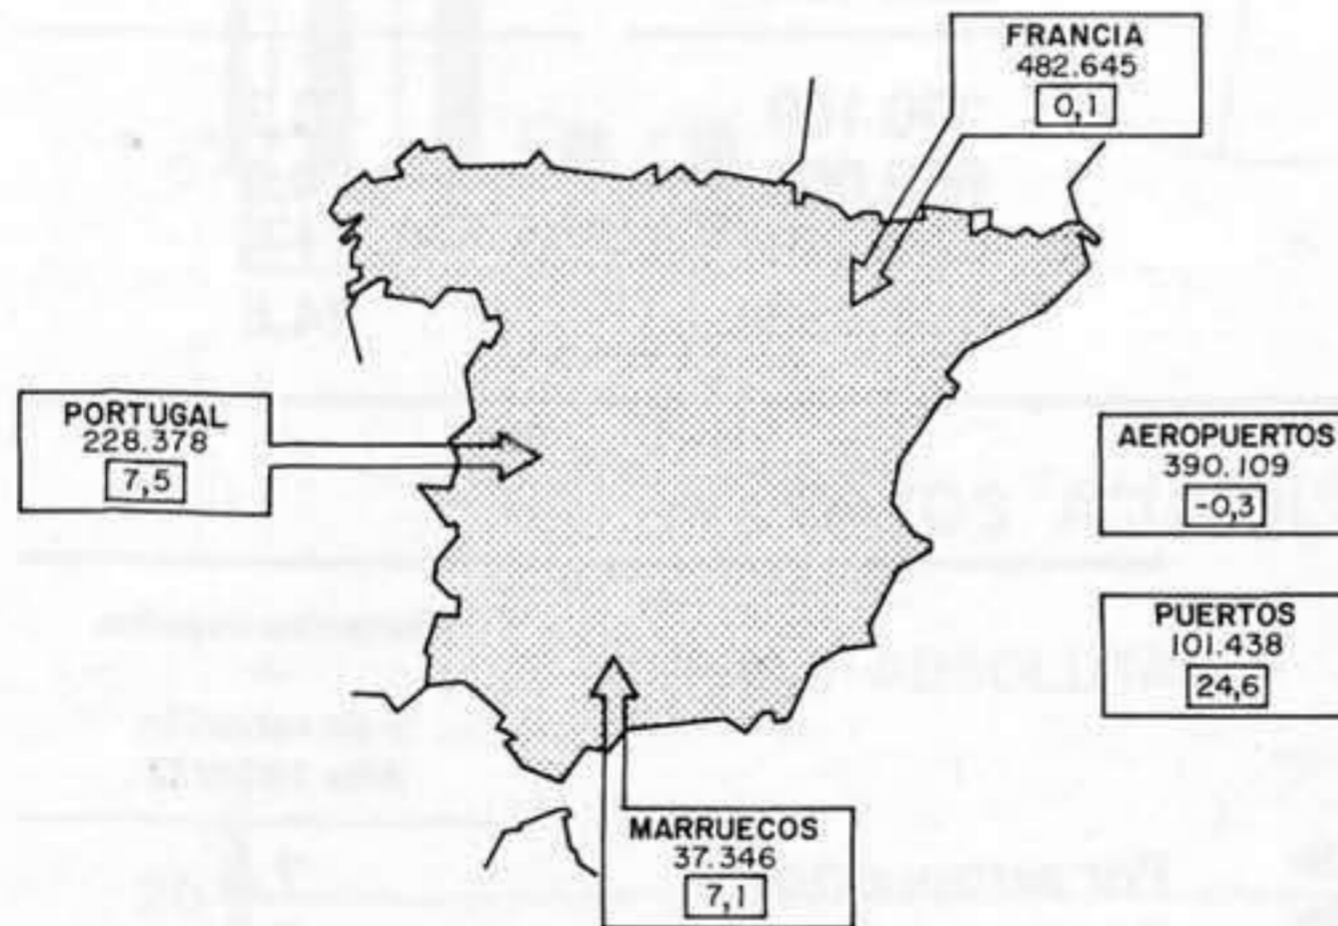 FRANCIA
482.645
0,1
PORTUGAL
228.378
7,5
AEROPUERTOS
390.109
-0,3
PUERTOS
101.438
24,6
MARRUECOS
37.346
7,1